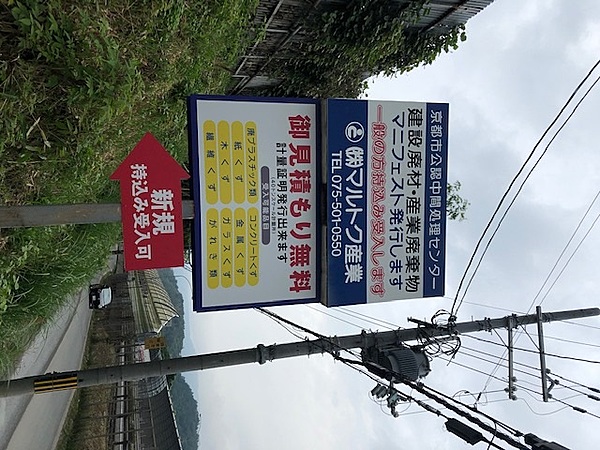 京都市公認中間処理センター
建設廃材・産業廃棄物
マニフェスト発行します
一般の方持込み受入します
㈱マルトク産業
TEL 075-501-0550
御見積もり無料
計量証明発行出来ます
受入可能品目
廃プラスチック類 コンクリートくず
紙くず 金属くず
木くず ガラスくず
繊維くず がれき類
新規
持込み受入可